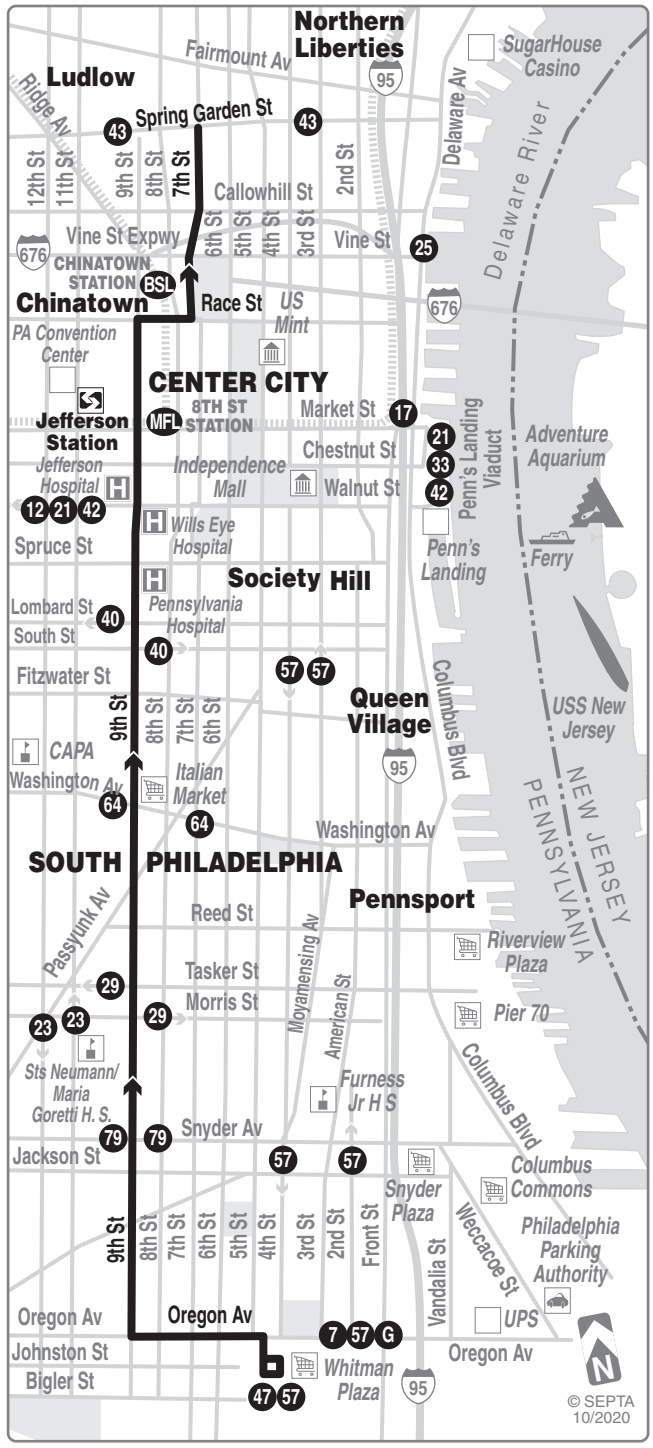 Northern
Liberties
Fairmount Av
SugarHouse
Casino
Ludlow
95
Ridge Av
Delaware Av
Spring Garden St
43
43
Delaware River
12th St
11th St
9th St
8th St
7th St
2nd St
Callowhill St
6th St
5th St
4th St
3rd St
Vine St Expwy
Vine St
25
676
CHINATOWN
STATION
BSL
676
Chinatown
Race St
US
Mint
PA Convention
Center
CENTER CITY
Market St
17
Jefferson
Station
MFL
8TH ST
STATION
21
Penn's Landing
Viaduct
Adventure
Aquarium
Chestnut St
33
Jefferson
Hospital
H
Independence
Mall
Walnut St
42
12
21
42
H
Wills Eye
Hospital
Spruce St
Penn's
Landing
Ferry
Society Hill
H
Pennsylvania
Hospital
Lombard St
40
South St
40
57
57
Fitzwater St
Columbus Blvd
9th St
8th St
7th St
6th St
Queen
Village
USS New
Jersey
CAPA
95
Washington Av
64
Italian
Market
64
Washington Av
NEW JERSEY
PENNSYLVANIA
SOUTH PHILADELPHIA
Pennsport
Passyunk Av
Reed St
Moyamensing Av
Riverview
Plaza
Tasker St
29
American St
Morris St
29
23
23
Pier 70
Sts Neumann/
Maria
Goretti H. S.
Columbus Blvd
Furness
Jr H S
79
79
Snyder Av
Jackson St
57
57
Snyder
Plaza
Columbus
Commons
9th St
8th St
7th St
6th St
5th St
4th St
3rd St
2nd St
Front St
Vandalia St
Weccacoe St
Philadelphia
Parking
Authority
Oregon Av
Oregon Av
7
57
G
UPS
Oregon Av
Johnston St
Whitman
Plaza
Bigler St
47
57
95
N
© SEPTA
10/2020